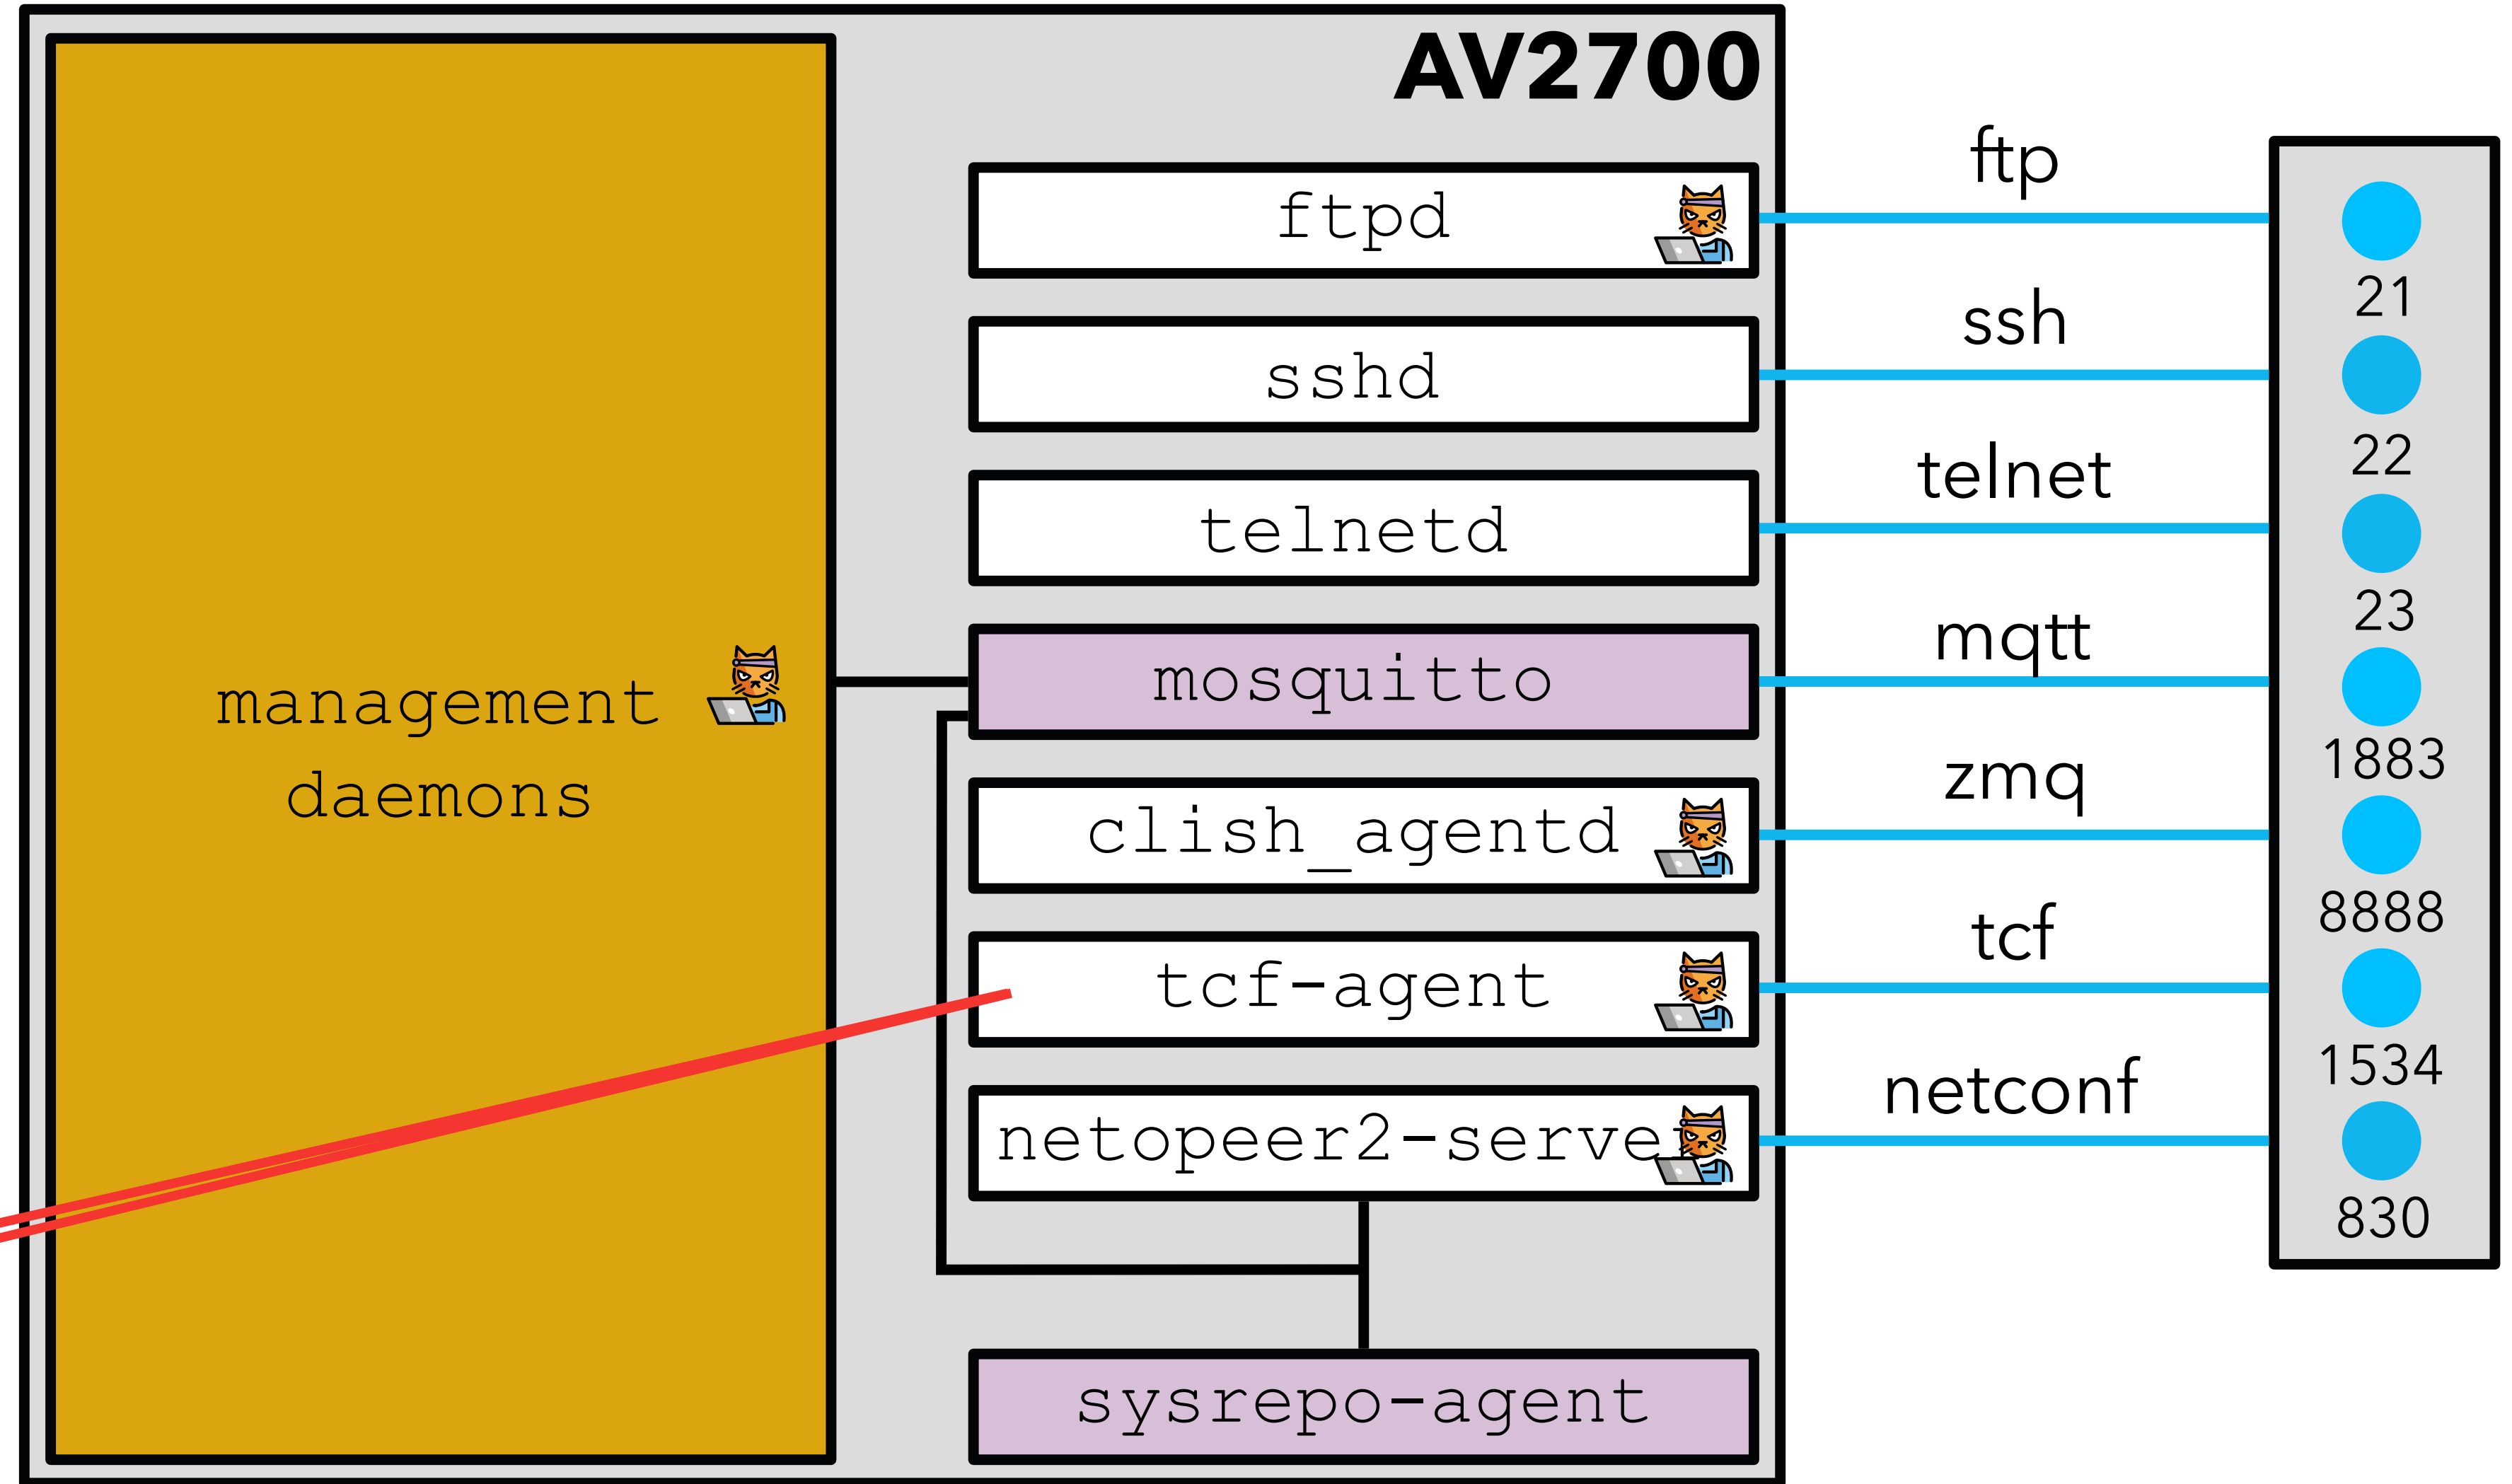 AV2700
management
daemons
ftpd
sshd
telnetd
mosquitto
clish_agentd
tcf-agent
netopeer2-server
sysrepo-agent
ftp
ssh
telnet
mqtt
zmq
tcf
netconf
21
22
23
1883
8888
1534
830